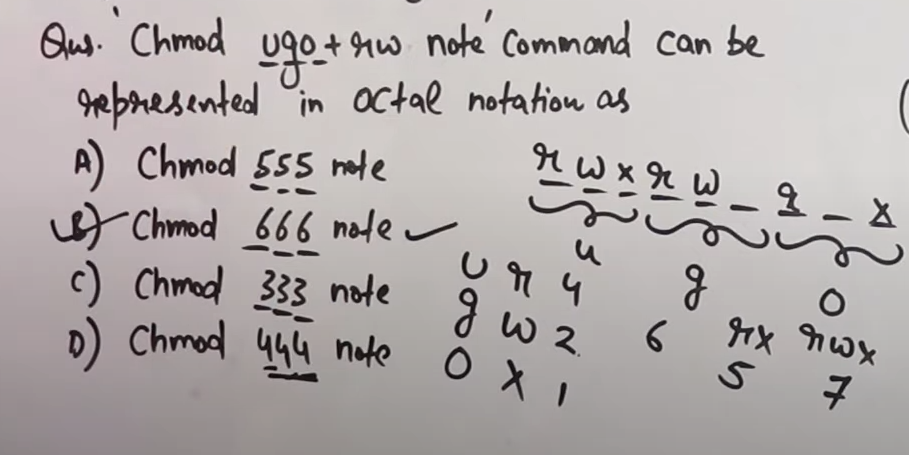 Qus. 'Chmod ugo+rw note' Command can be
represented in octal notation as
A) Chmod 555 note
B) Chmod 666 note ✓
C) Chmod 333 note
D) Chmod 444 note
r w x r w _ r _ x
u g o
U r 4
g w 2 6 rx rwx
O x 1 5 7